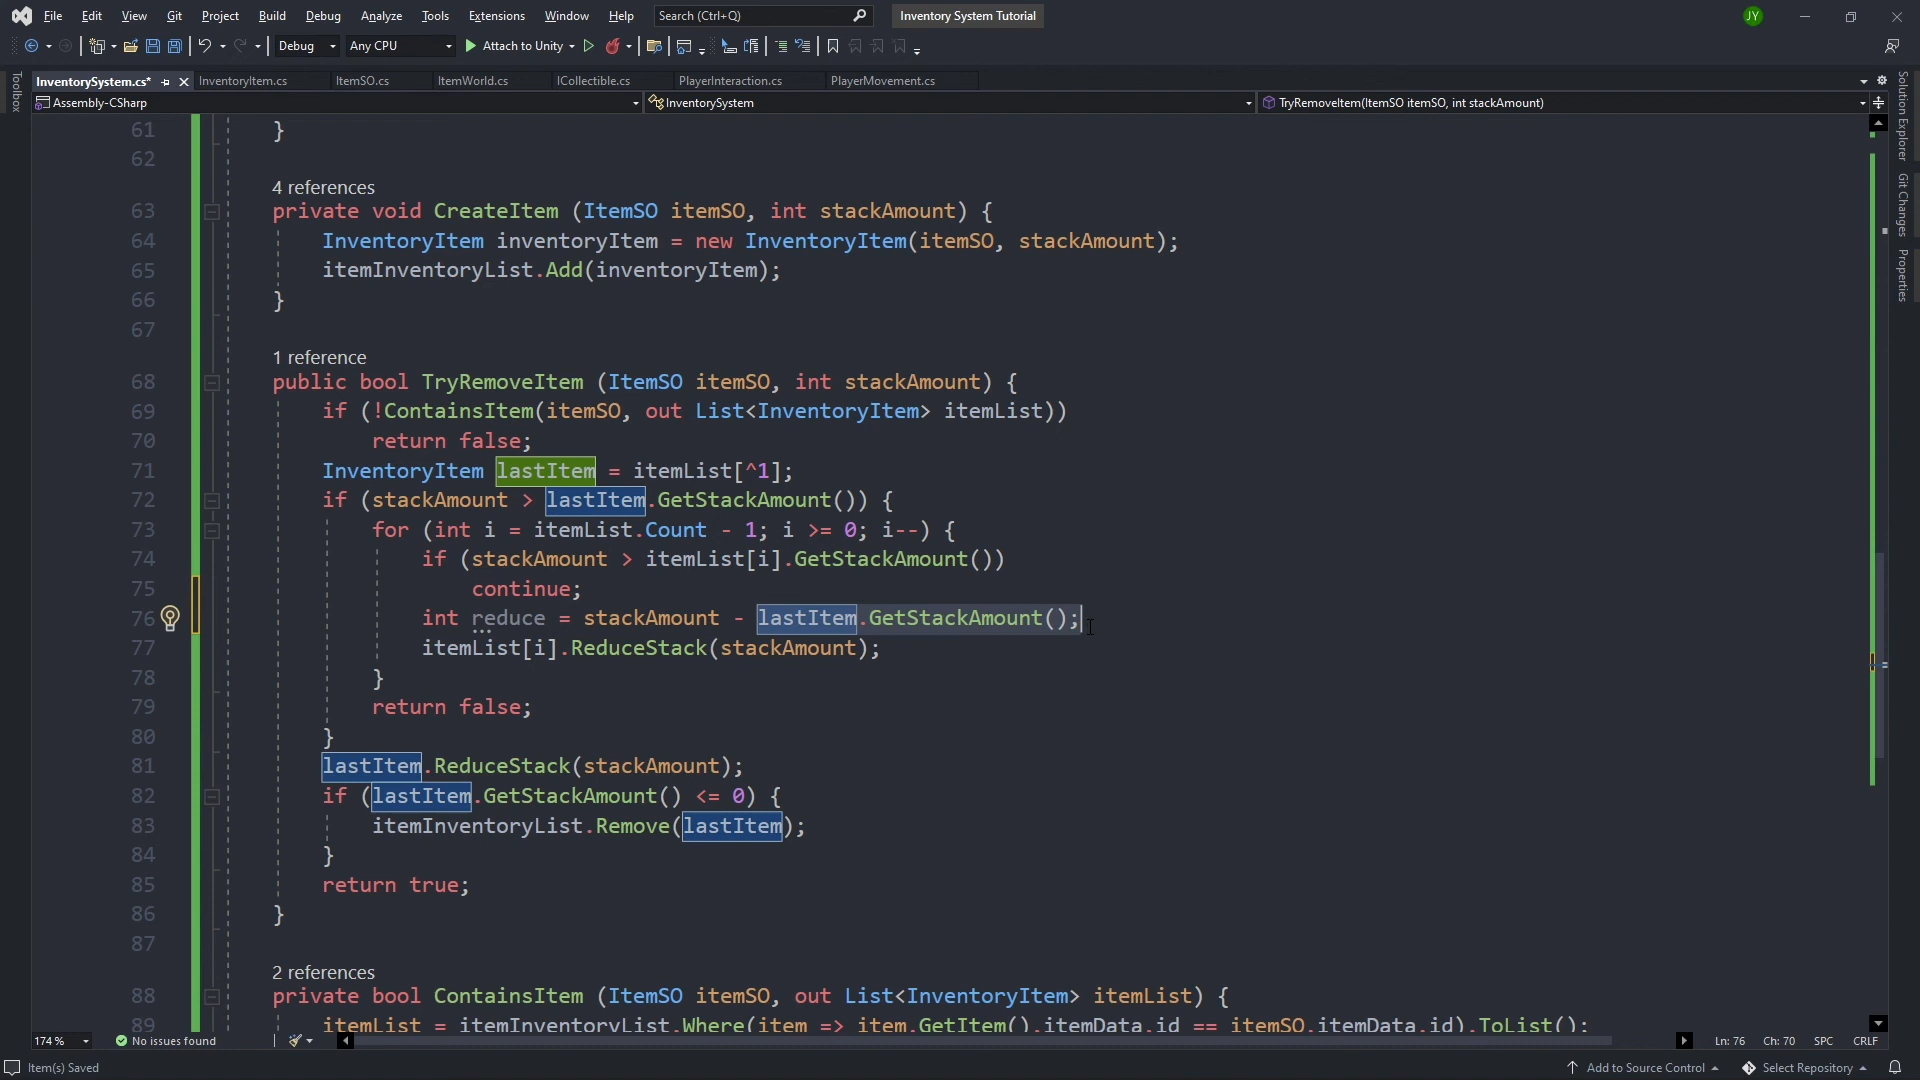 File Edit View Git Project Build Debug Analyze Tools Extensions Window Help Search (Ctrl+Q) Inventory System Tutorial JY
Debug Any CPU Attach to Unity
InventorySystem.cs* InventoryItem.cs ItemSO.cs ItemWorld.cs ICollectible.cs PlayerInteraction.cs PlayerMovement.cs
Assembly-CSharp InventorySystem TryRemoveItem(ItemSO itemSO, int stackAmount)
Toolbox
Solution Explorer
Git Changes
Properties
61 }
62
4 references
63 private void CreateItem (ItemSO itemSO, int stackAmount) {
64 InventoryItem inventoryItem = new InventoryItem(itemSO, stackAmount);
65 itemInventoryList.Add(inventoryItem);
66 }
67
1 reference
68 public bool TryRemoveItem (ItemSO itemSO, int stackAmount) {
69 if (!ContainsItem(itemSO, out List<InventoryItem> itemList))
70 return false;
71 InventoryItem lastItem = itemList[^1];
72 if (stackAmount > lastItem.GetStackAmount()) {
73 for (int i = itemList.Count - 1; i >= 0; i--) {
74 if (stackAmount > itemList[i].GetStackAmount())
75 continue;
76 int reduce = stackAmount - lastItem.GetStackAmount();
77 itemList[i].ReduceStack(stackAmount);
78 }
79 return false;
80 }
81 lastItem.ReduceStack(stackAmount);
82 if (lastItem.GetStackAmount() <= 0) {
83 itemInventoryList.Remove(lastItem);
84 }
85 return true;
86 }
87
2 references
88 private bool ContainsItem (ItemSO itemSO, out List<InventoryItem> itemList) {
89 itemList = itemInventoryList.Where(item => item.GetItem().itemData.id == itemSO.itemData.id).ToList();
174 % No issues found Ln: 76 Ch: 70 SPC CRLF
Item(s) Saved Add to Source Control Select Repository